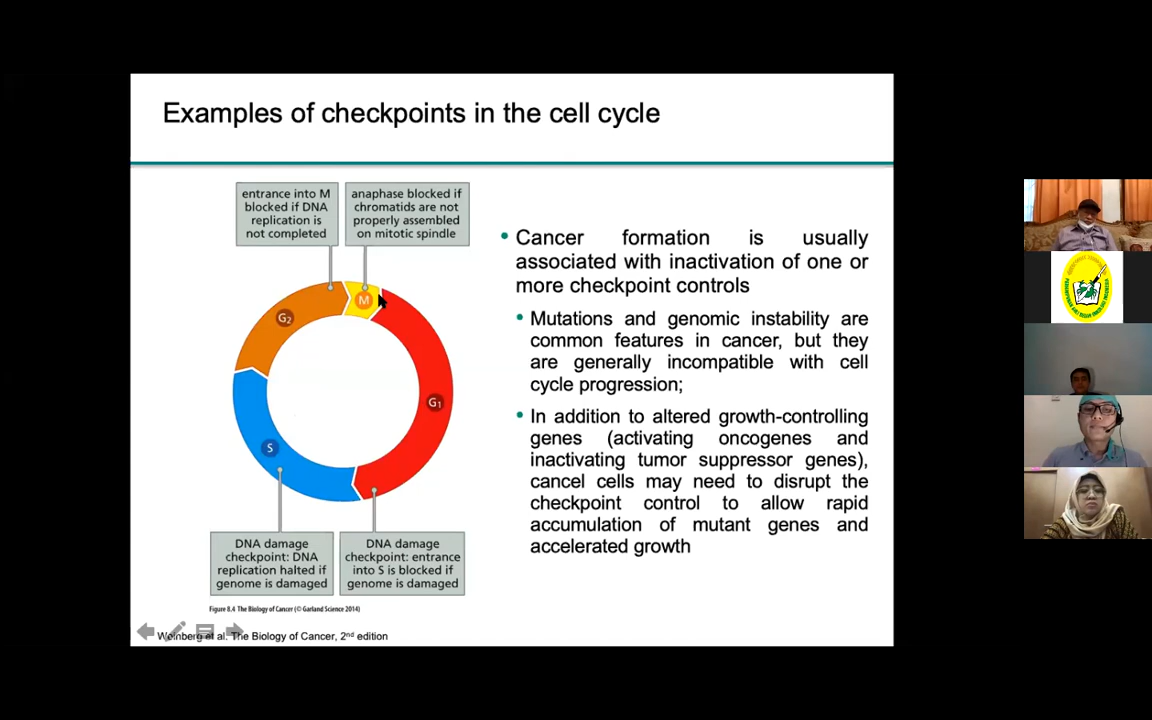 Examples of checkpoints in the cell cycle
entrance into M
blocked if DNA
replication is
not completed
anaphase blocked if
chromatids are not
properly assembled
on mitotic spindle
M
G2
G1
S
DNA damage
checkpoint: DNA
replication halted if
genome is damaged
DNA damage
checkpoint: entrance
into S is blocked if
genome is damaged
Figure 8.4 The Biology of Cancer (© Garland Science 2014)
Weinberg et al. The Biology of Cancer, 2nd edition
• Cancer formation is usually
associated with inactivation of one or
more checkpoint controls
• Mutations and genomic instability are
common features in cancer, but they
are generally incompatible with cell
cycle progression;
• In addition to altered growth-controlling
genes (activating oncogenes and
inactivating tumor suppressor genes),
cancel cells may need to disrupt the
checkpoint control to allow rapid
accumulation of mutant genes and
accelerated growth